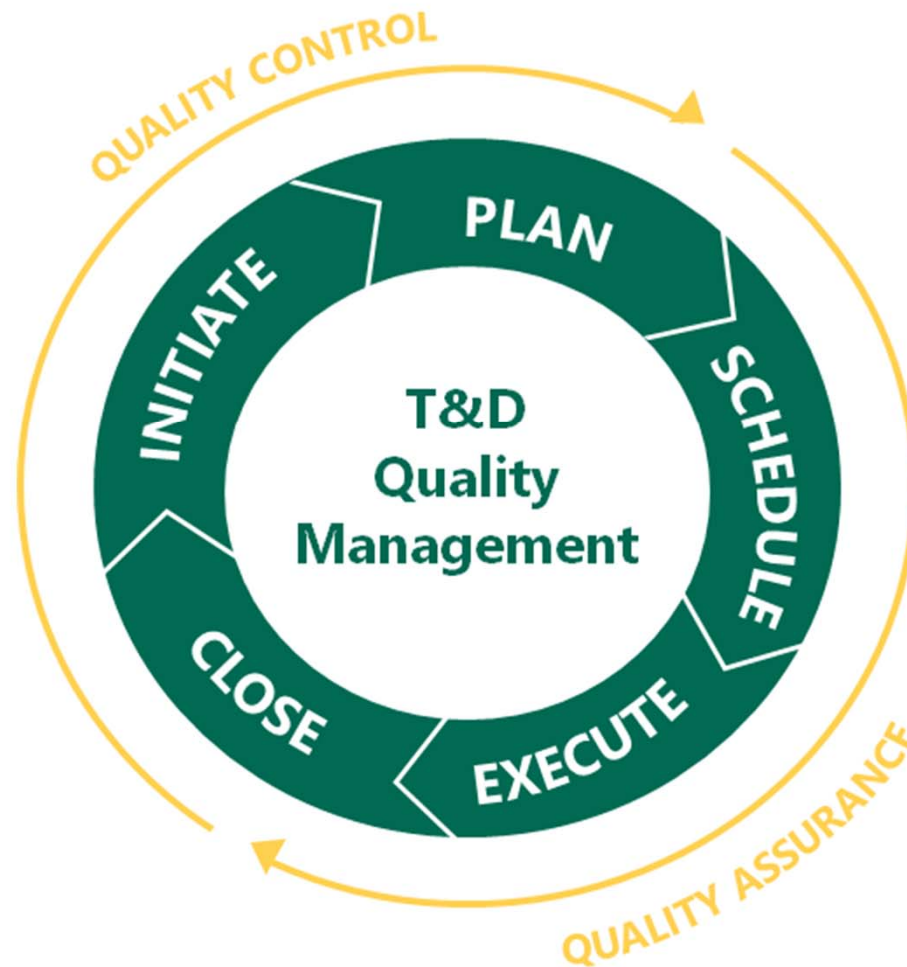 QUALITY CONTROL
INITIATE
PLAN
SCHEDULE
EXECUTE
CLOSE
T&D
Quality
Management
QUALITY ASSURANCE